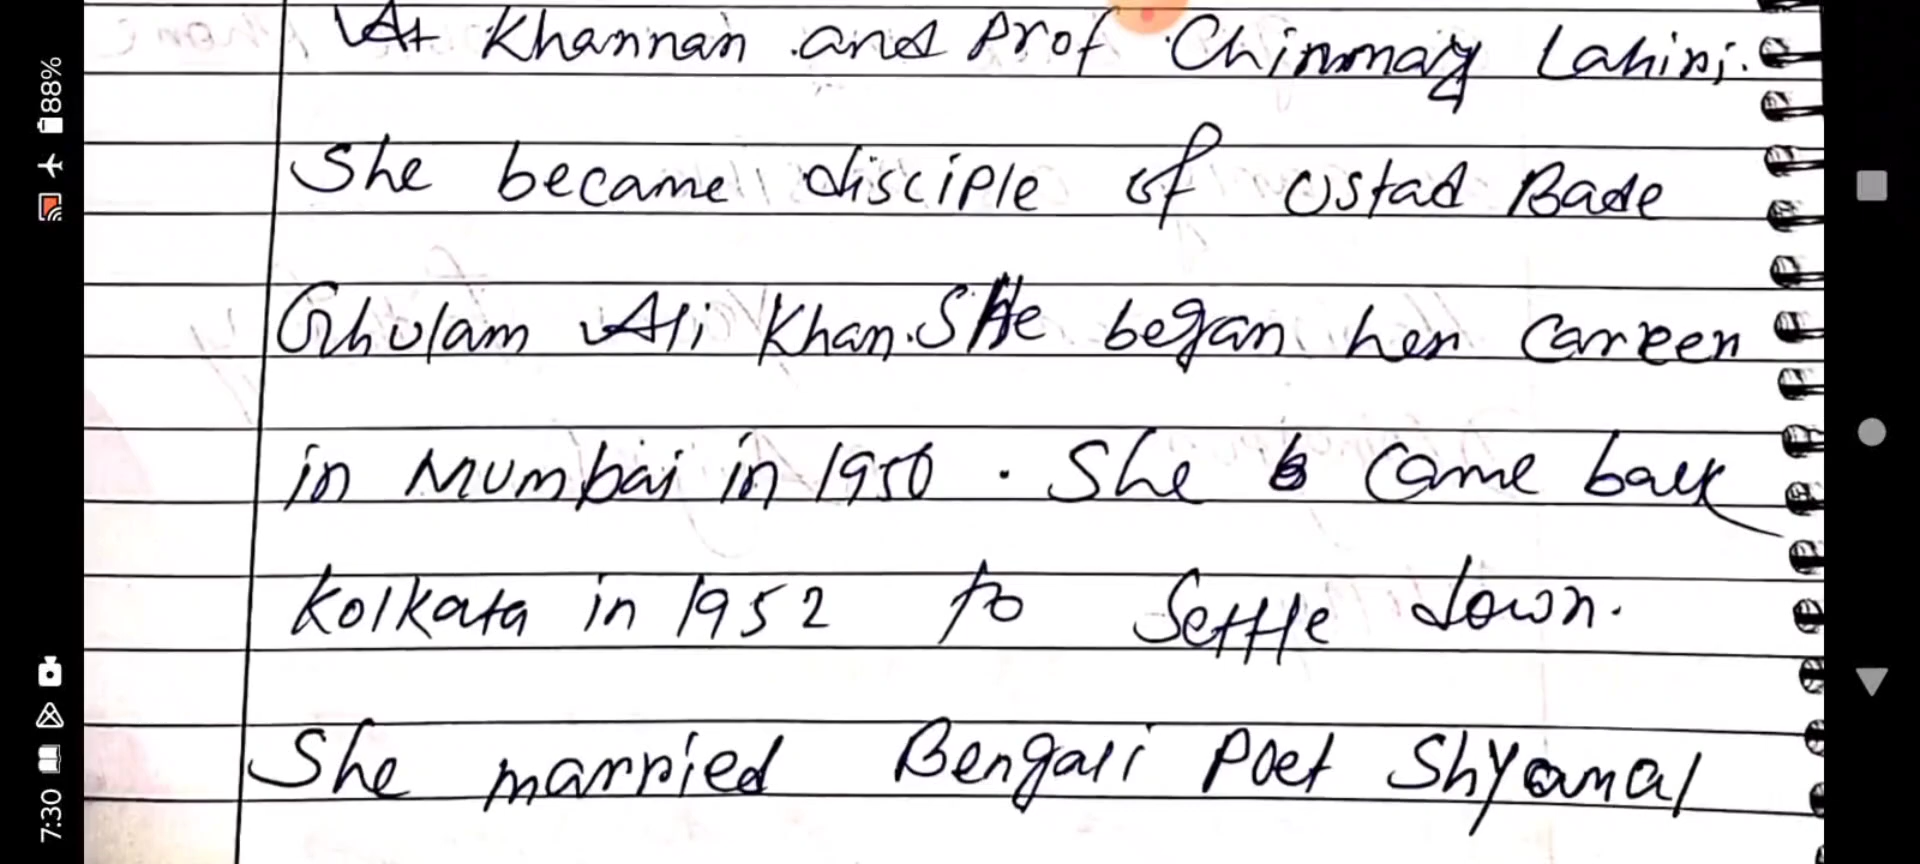 At Khannan and Prof Chinmay Lahiri.
She became disciple of Ustad Bade
Ghulam Ali Khan. She began her Career
in Mumbai in 1950. She came back
Kolkata in 1952 to Settle down.
She married Bengali Poet Shyamal
88%
7:30